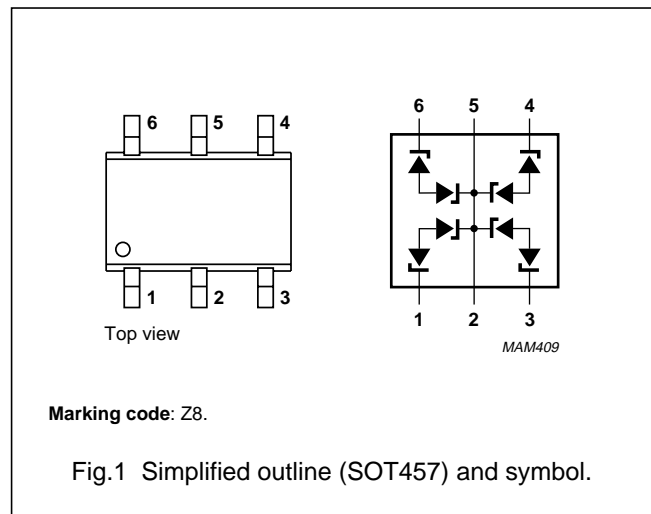 6 5 4
1 2 3
Top view
6 5 4
1 2 3
MAM409
Marking code: Z8.
Fig.1 Simplified outline (SOT457) and symbol.